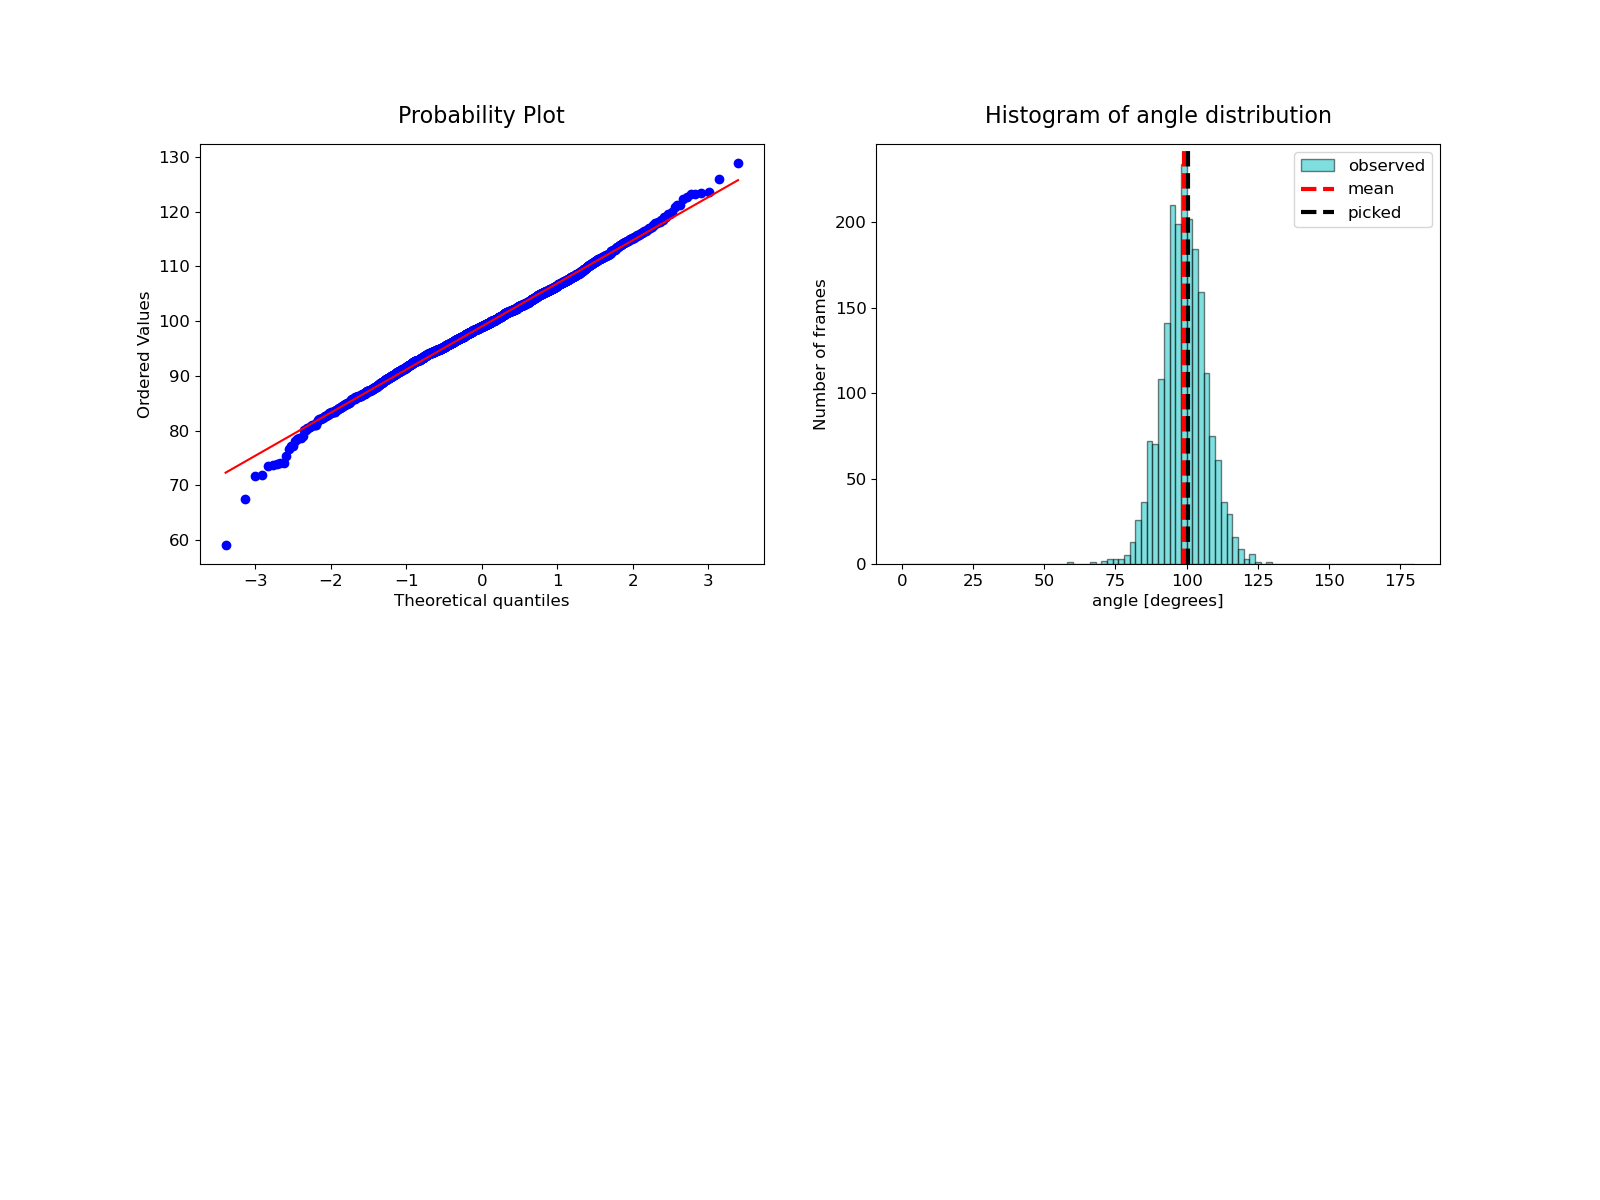 Probability Plot
130
120
110
100
90
80
70
60
Ordered Values
−3 −2 −1 0 1 2 3
Theoretical quantiles
Histogram of angle distribution
observed
mean
picked
200
150
100
50
0
Number of frames
0 25 50 75 100 125 150 175
angle [degrees]